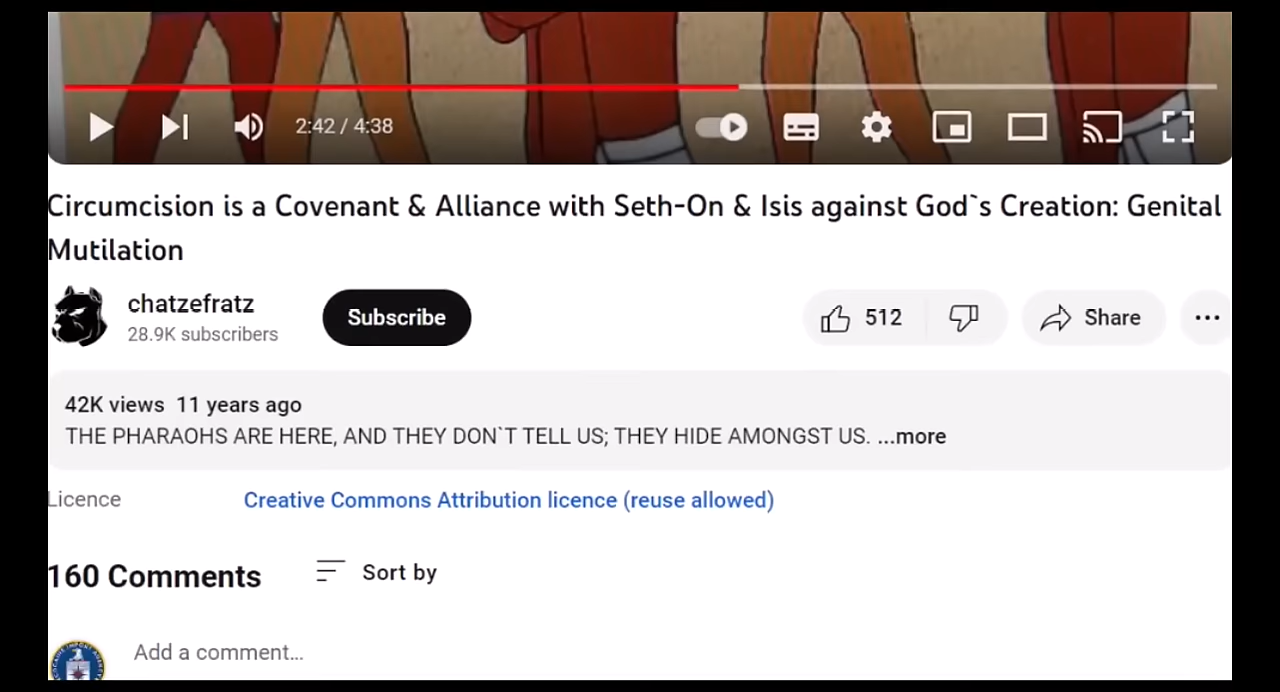 2:42 / 4:38
Circumcision is a Covenant & Alliance with Seth-On & Isis against God`s Creation: Genital
Mutilation
chatzefratz
28.9K subscribers
Subscribe
512
Share
42K views 11 years ago
THE PHARAOHS ARE HERE, AND THEY DON`T TELL US; THEY HIDE AMONGST US. ...more
Licence
Creative Commons Attribution licence (reuse allowed)
160 Comments
Sort by
Add a comment...